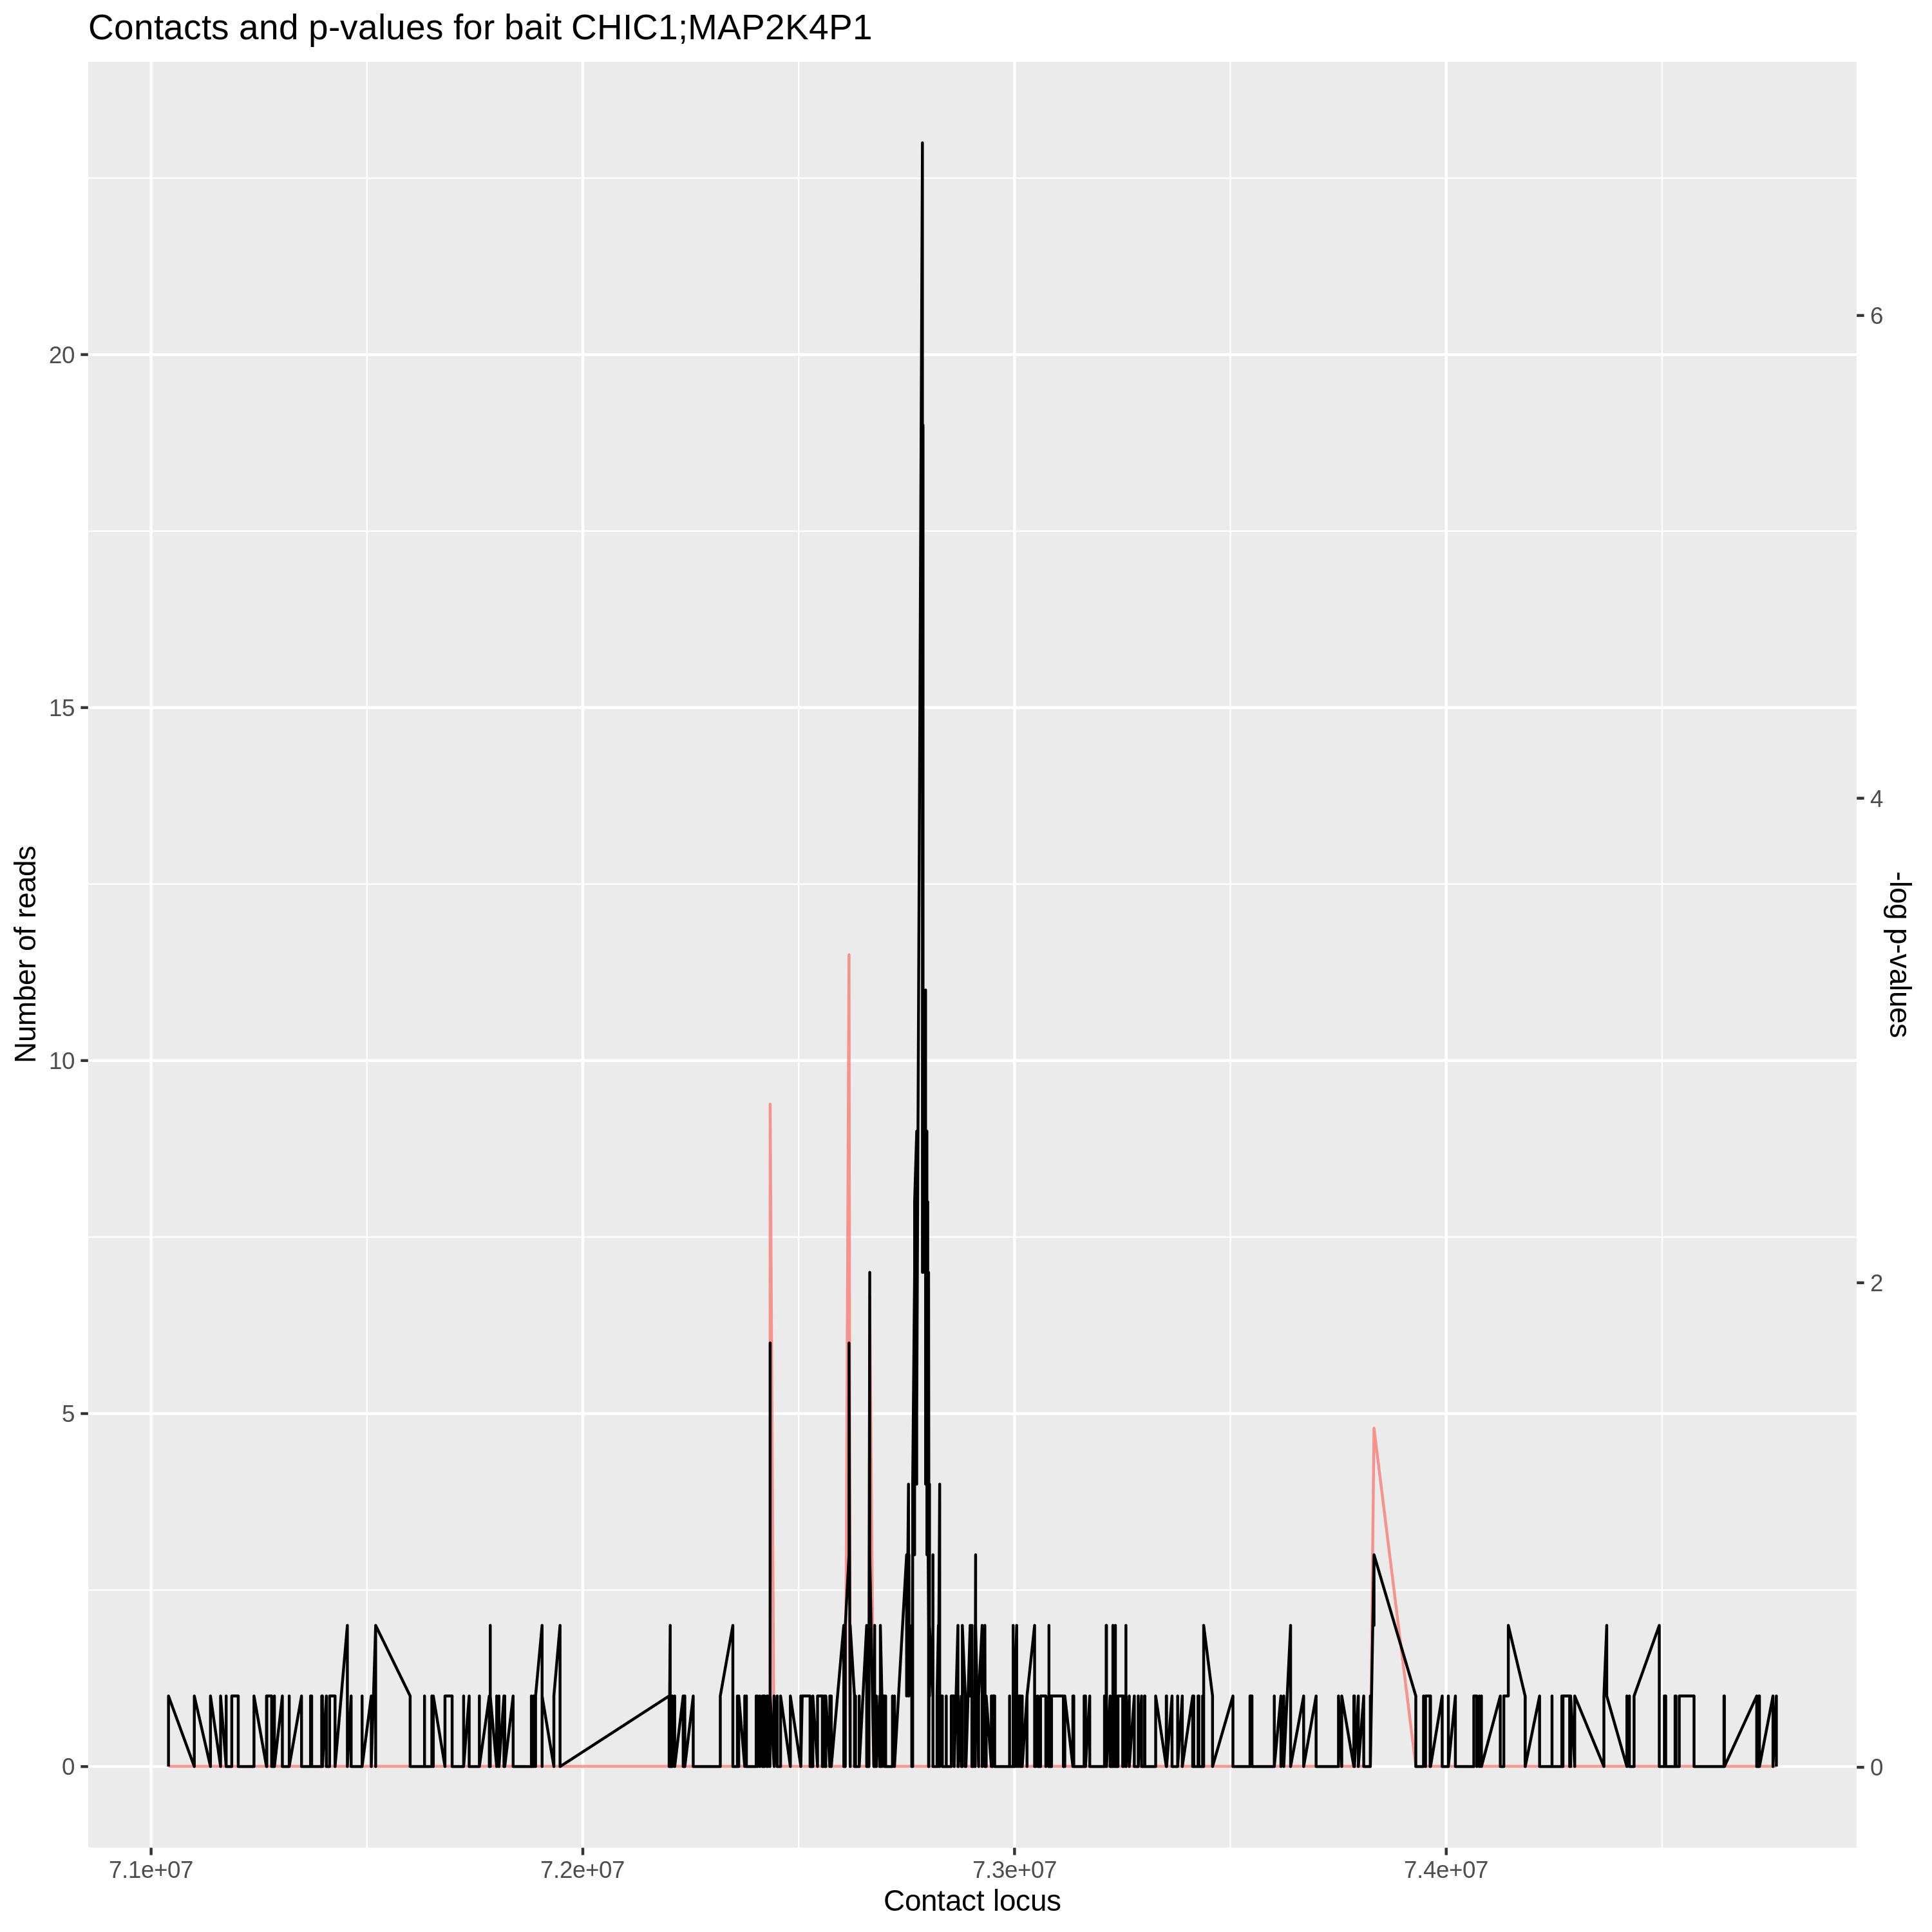 Contacts and p-values for bait CHIC1;MAP2K4P1
Number of reads
20
15
10
5
0
6
4
2
0
-log p-values
7.1e+07 7.2e+07 7.3e+07 7.4e+07
Contact locus